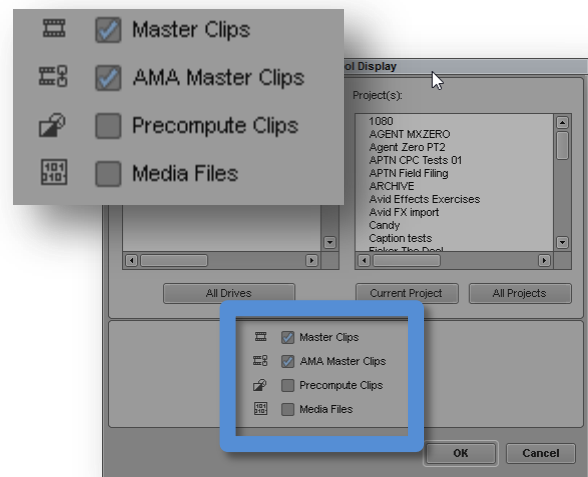 Master Clips
AMA Master Clips
Precompute Clips
Media Files
ol Display
Project(s):
1080
AGENT MXZERO
Agent Zero PT2
APTN CPC Tests 01
APTN Field Filing
ARCHIVE
Avid Effects Exercises
Avid FX import
Candy
Caption tests
All Drives
Current Project
All Projects
Master Clips
AMA Master Clips
Precompute Clips
Media Files
OK
Cancel